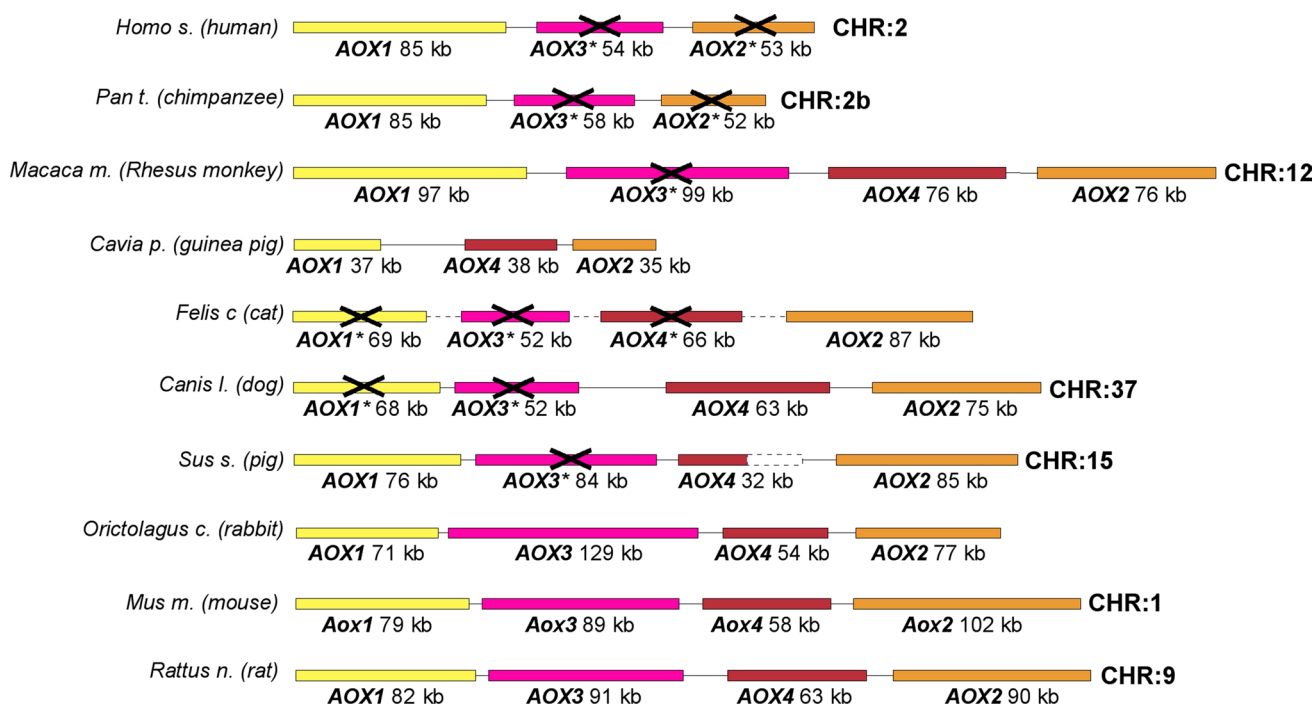 Homo s. (human) CHR:2
AOX1 85 kb AOX3* 54 kb AOX2* 53 kb
Pan t. (chimpanzee) CHR:2b
AOX1 85 kb AOX3* 58 kb AOX2* 52 kb
Macaca m. (Rhesus monkey) CHR:12
AOX1 97 kb AOX3* 99 kb AOX4 76 kb AOX2 76 kb
Cavia p. (guinea pig)
AOX1 37 kb AOX4 38 kb AOX2 35 kb
Felis c (cat)
AOX1* 69 kb AOX3* 52 kb AOX4* 66 kb AOX2 87 kb
Canis l. (dog) CHR:37
AOX1* 68 kb AOX3* 52 kb AOX4 63 kb AOX2 75 kb
Sus s. (pig) CHR:15
AOX1 76 kb AOX3* 84 kb AOX4 32 kb AOX2 85 kb
Orictolagus c. (rabbit)
AOX1 71 kb AOX3 129 kb AOX4 54 kb AOX2 77 kb
Mus m. (mouse) CHR:1
Aox1 79 kb Aox3 89 kb Aox4 58 kb Aox2 102 kb
Rattus n. (rat) CHR:9
AOX1 82 kb AOX3 91 kb AOX4 63 kb AOX2 90 kb